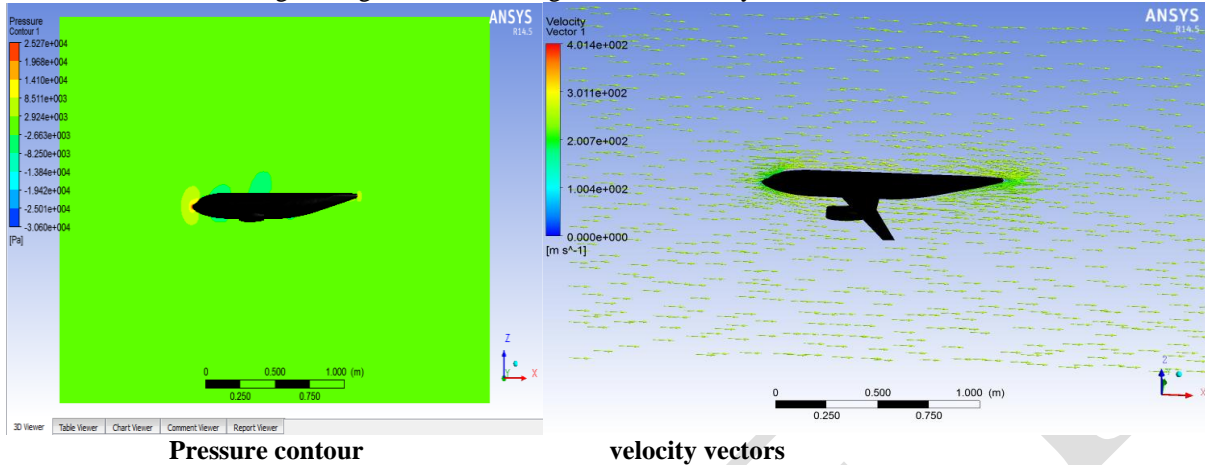 Pressure
Contour 1
2.527e+004
1.968e+004
1.410e+004
8.511e+003
2.924e+003
-2.663e+003
-8.250e+003
-1.384e+004
-1.942e+004
-2.501e+004
-3.060e+004
[Pa]
ANSYS
R14.5
Z
Y
X
0 0.500 1.000 (m)
0.250 0.750
3D Viewer Table Viewer Chart Viewer Comment Viewer Report Viewer
Velocity
Vector 1
4.014e+002
3.011e+002
2.007e+002
1.004e+002
0.000e+000
[m s^-1]
ANSYS
R14.5
Z
X
0 0.500 1.000 (m)
0.250 0.750
Pressure contour velocity vectors